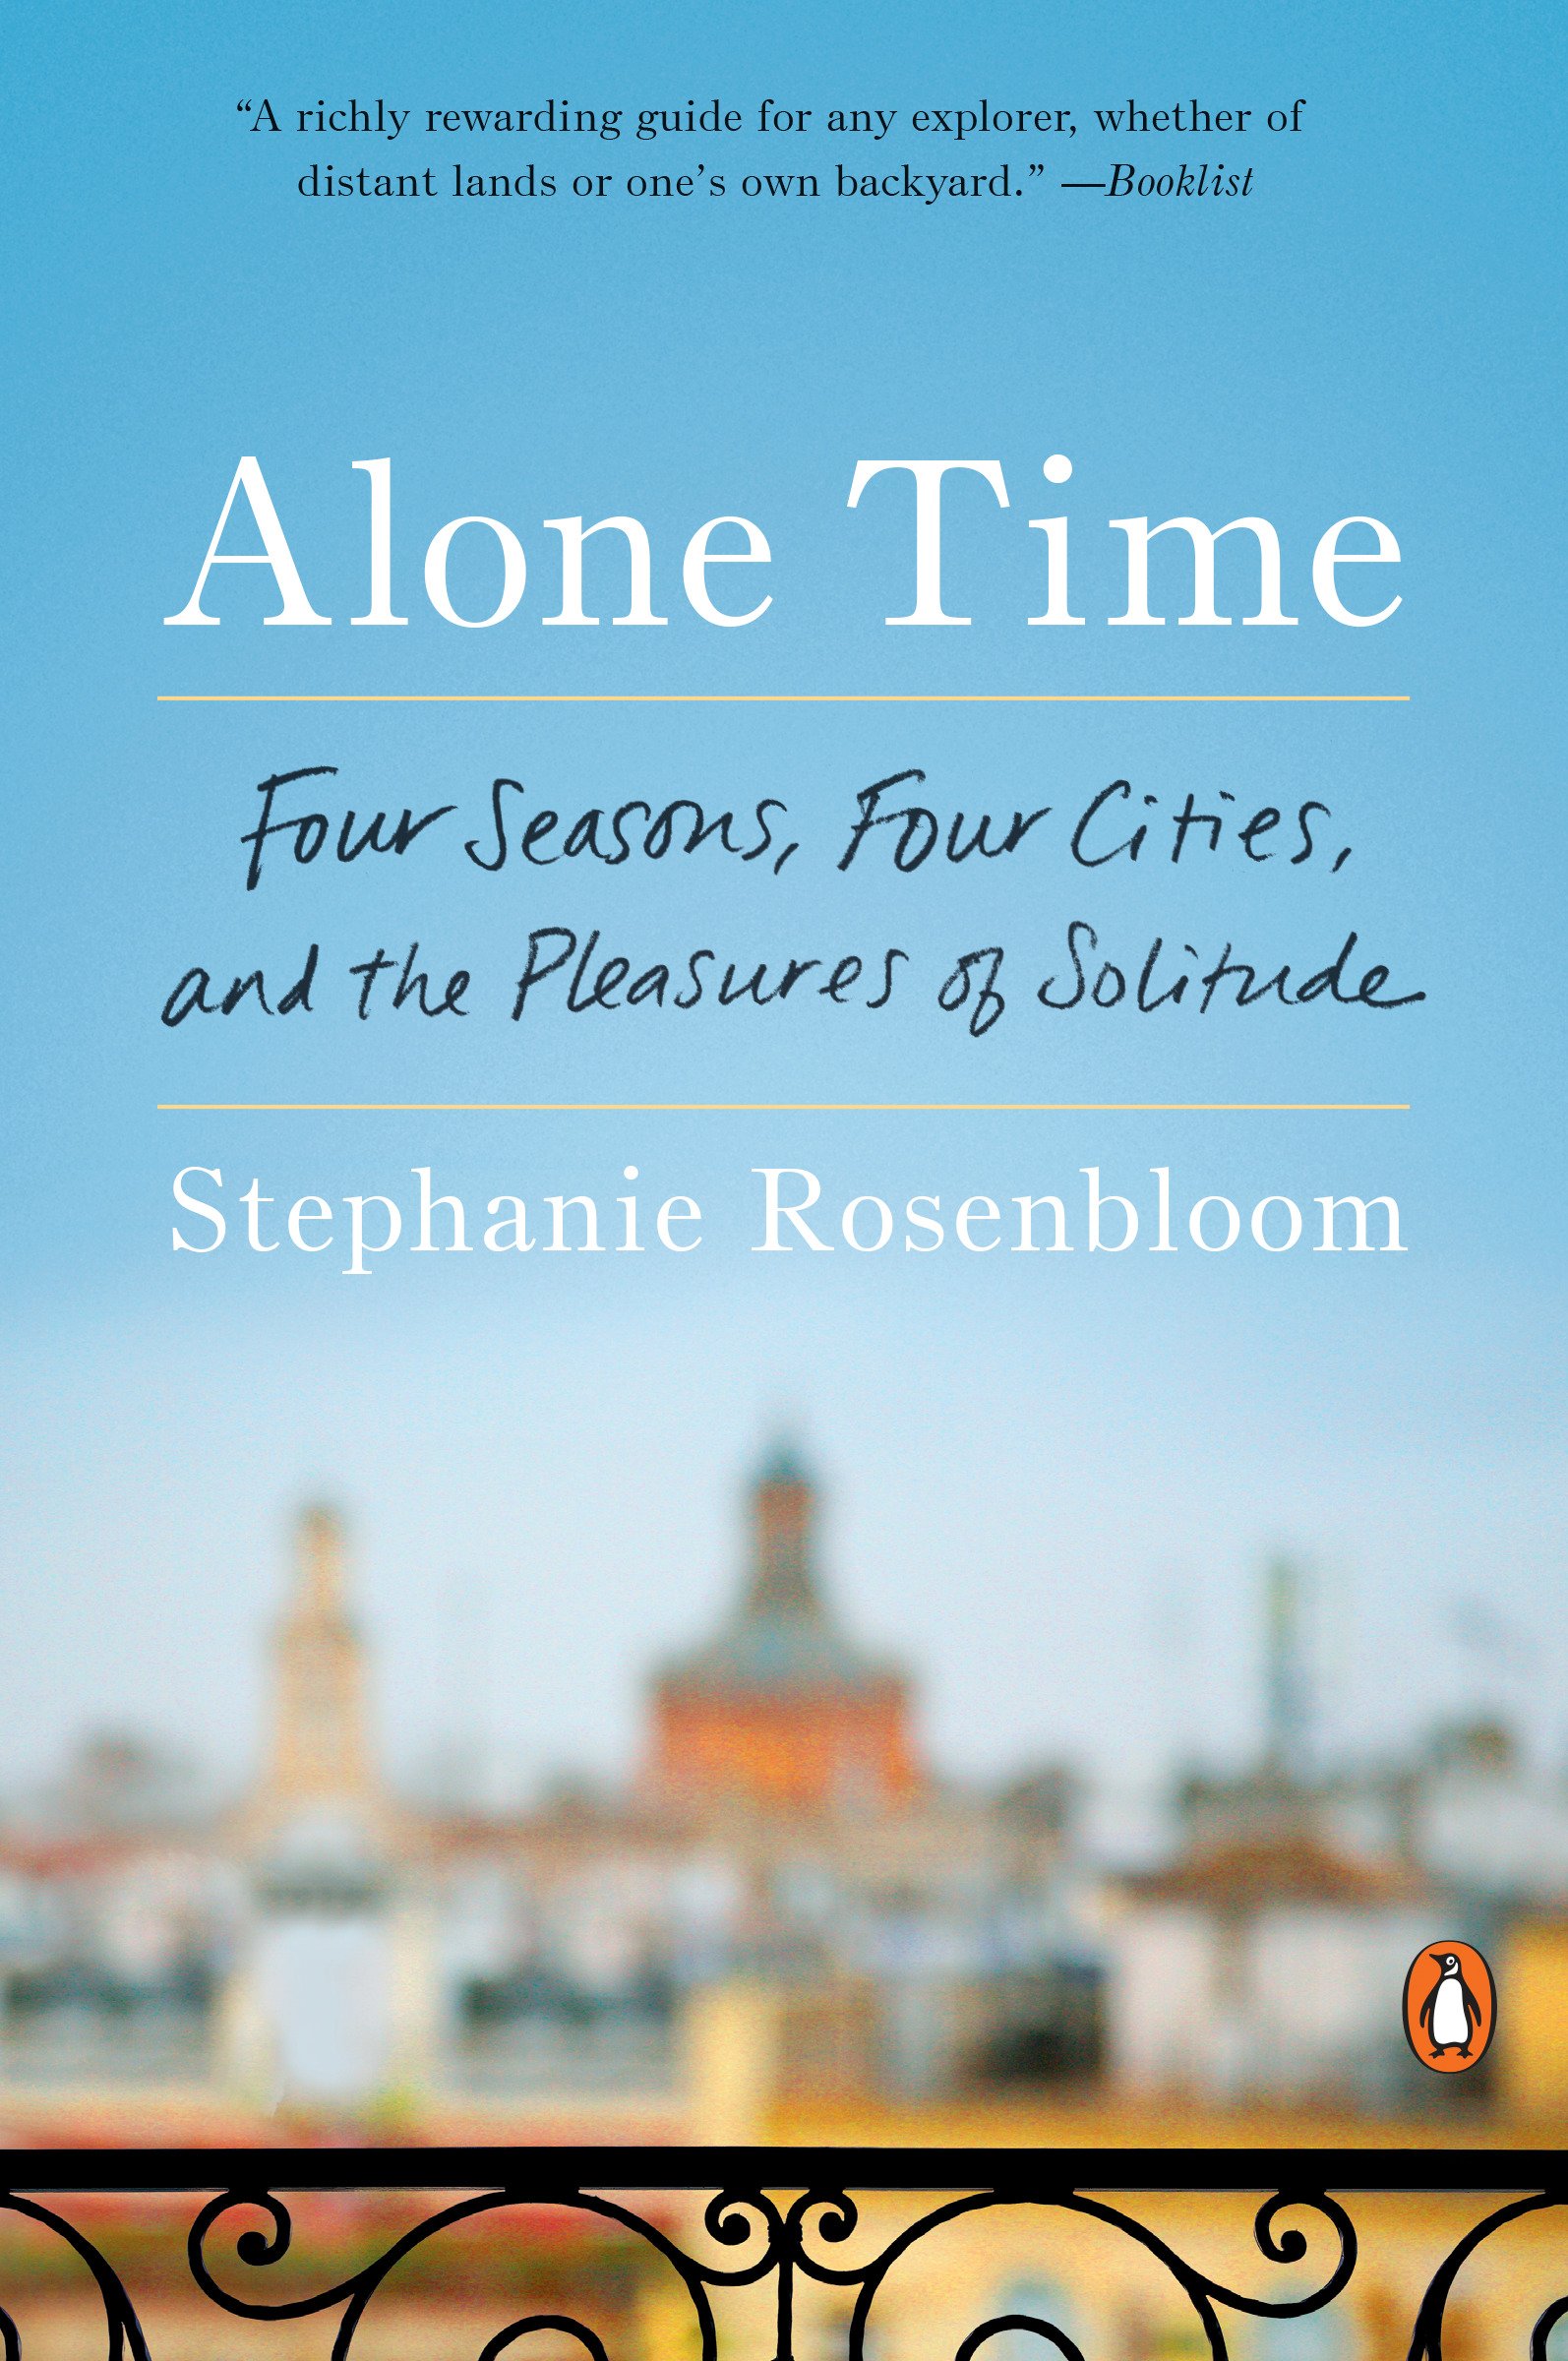 “A richly rewarding guide for any explorer, whether of
distant lands or one’s own backyard.” —Booklist
Alone Time
Four Seasons, Four Cities,
and the Pleasures of Solitude
Stephanie Rosenbloom